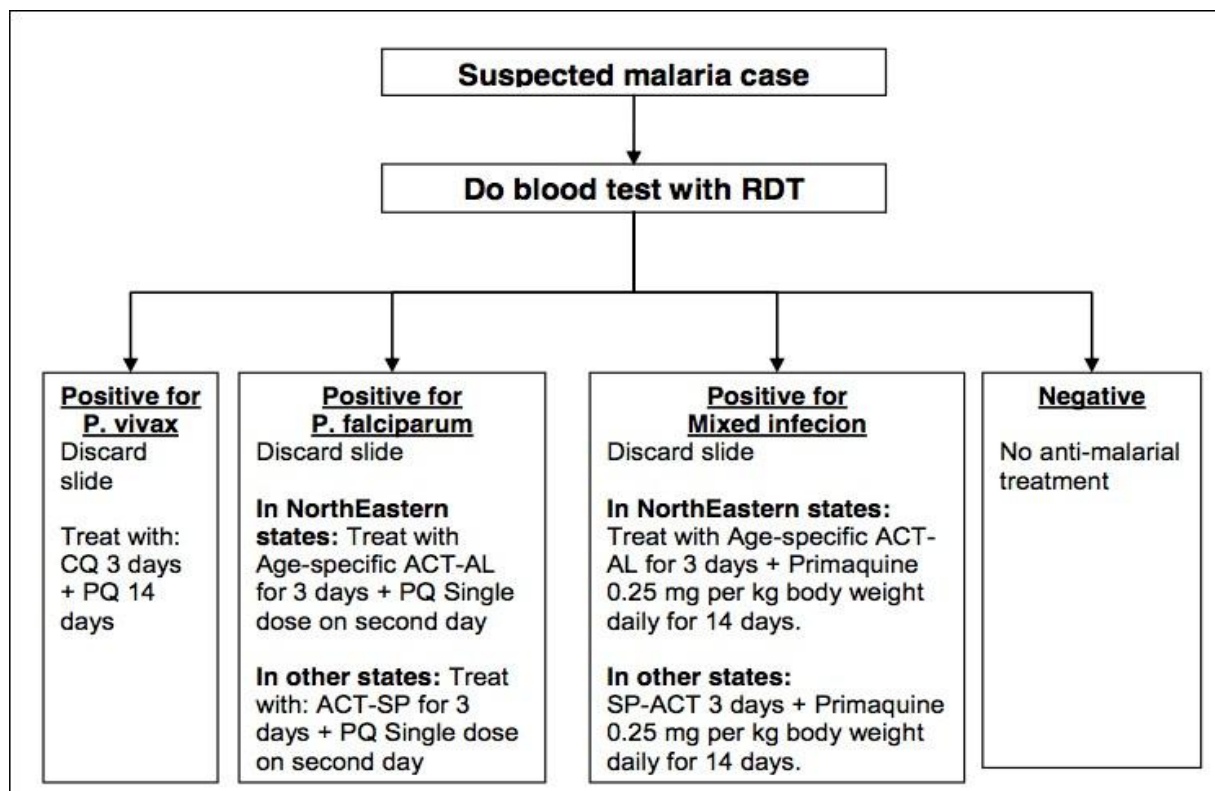 Suspected malaria case
Do blood test with RDT
Positive for
P. vivax
Discard
slide
Treat with:
CQ 3 days
+ PQ 14
days
Positive for
P. falciparum
Discard slide
In NorthEastern
states: Treat with
Age-specific ACT-AL
for 3 days + PQ Single
dose on second day
In other states: Treat
with: ACT-SP for 3
days + PQ Single dose
on second day
Positive for
Mixed infecion
Discard slide
In NorthEastern states:
Treat with Age-specific ACT-
AL for 3 days + Primaquine
0.25 mg per kg body weight
daily for 14 days.
In other states:
SP-ACT 3 days + Primaquine
0.25 mg per kg body weight
daily for 14 days.
Negative
No anti-malarial
treatment